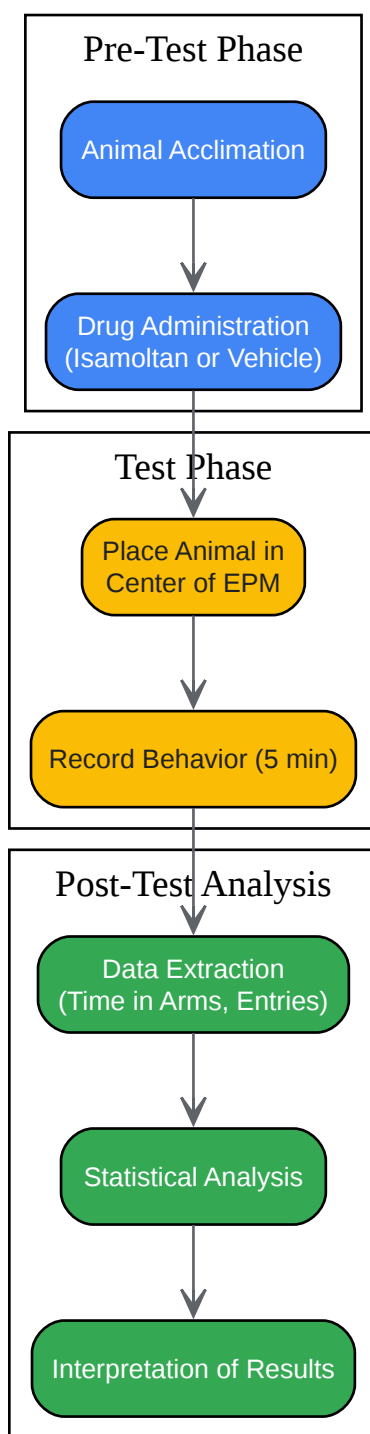 Pre-Test Phase
Animal Acclimation
Drug Administration
(Isamoltan or Vehicle)
Test Phase
Place Animal in
Center of EPM
Record Behavior (5 min)
Post-Test Analysis
Data Extraction
(Time in Arms, Entries)
Statistical Analysis
Interpretation of Results